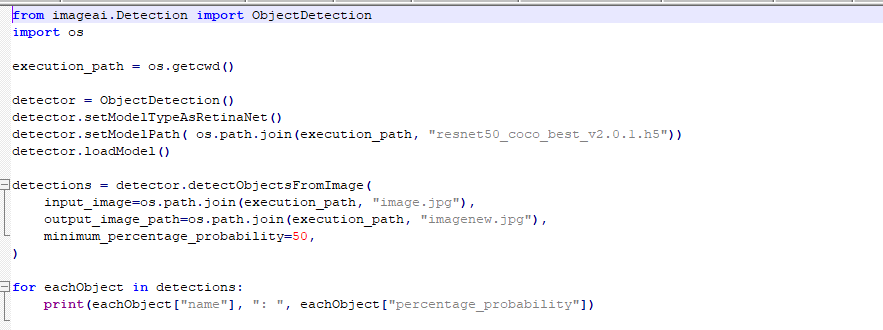 from imageai.Detection import ObjectDetection
import os
execution_path = os.getcwd()
detector = ObjectDetection()
detector.setModelTypeAsRetinaNet()
detector.setModelPath( os.path.join(execution_path, "resnet50_coco_best_v2.0.1.h5"))
detector.loadModel()
detections = detector.detectObjectsFromImage(
    input_image=os.path.join(execution_path, "image.jpg"),
    output_image_path=os.path.join(execution_path, "imagenew.jpg"),
    minimum_percentage_probability=50,
)
for eachObject in detections:
    print(eachObject["name"], ": ", eachObject["percentage_probability"])